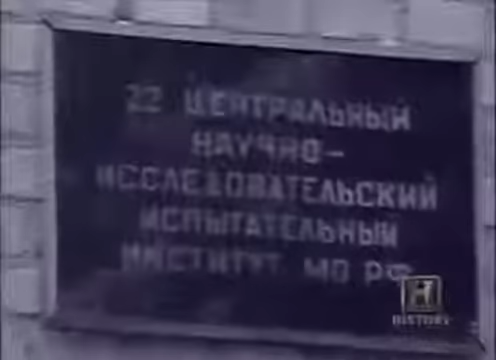 22 ЦЕНТРАЛЬНЫЙ
НАУЧНО-
ИССЛЕДОВАТЕЛЬСКИЙ
ИСПЫТАТЕЛЬНЫЙ
ИНСТИТУТ МО РФ
H
HISTORY